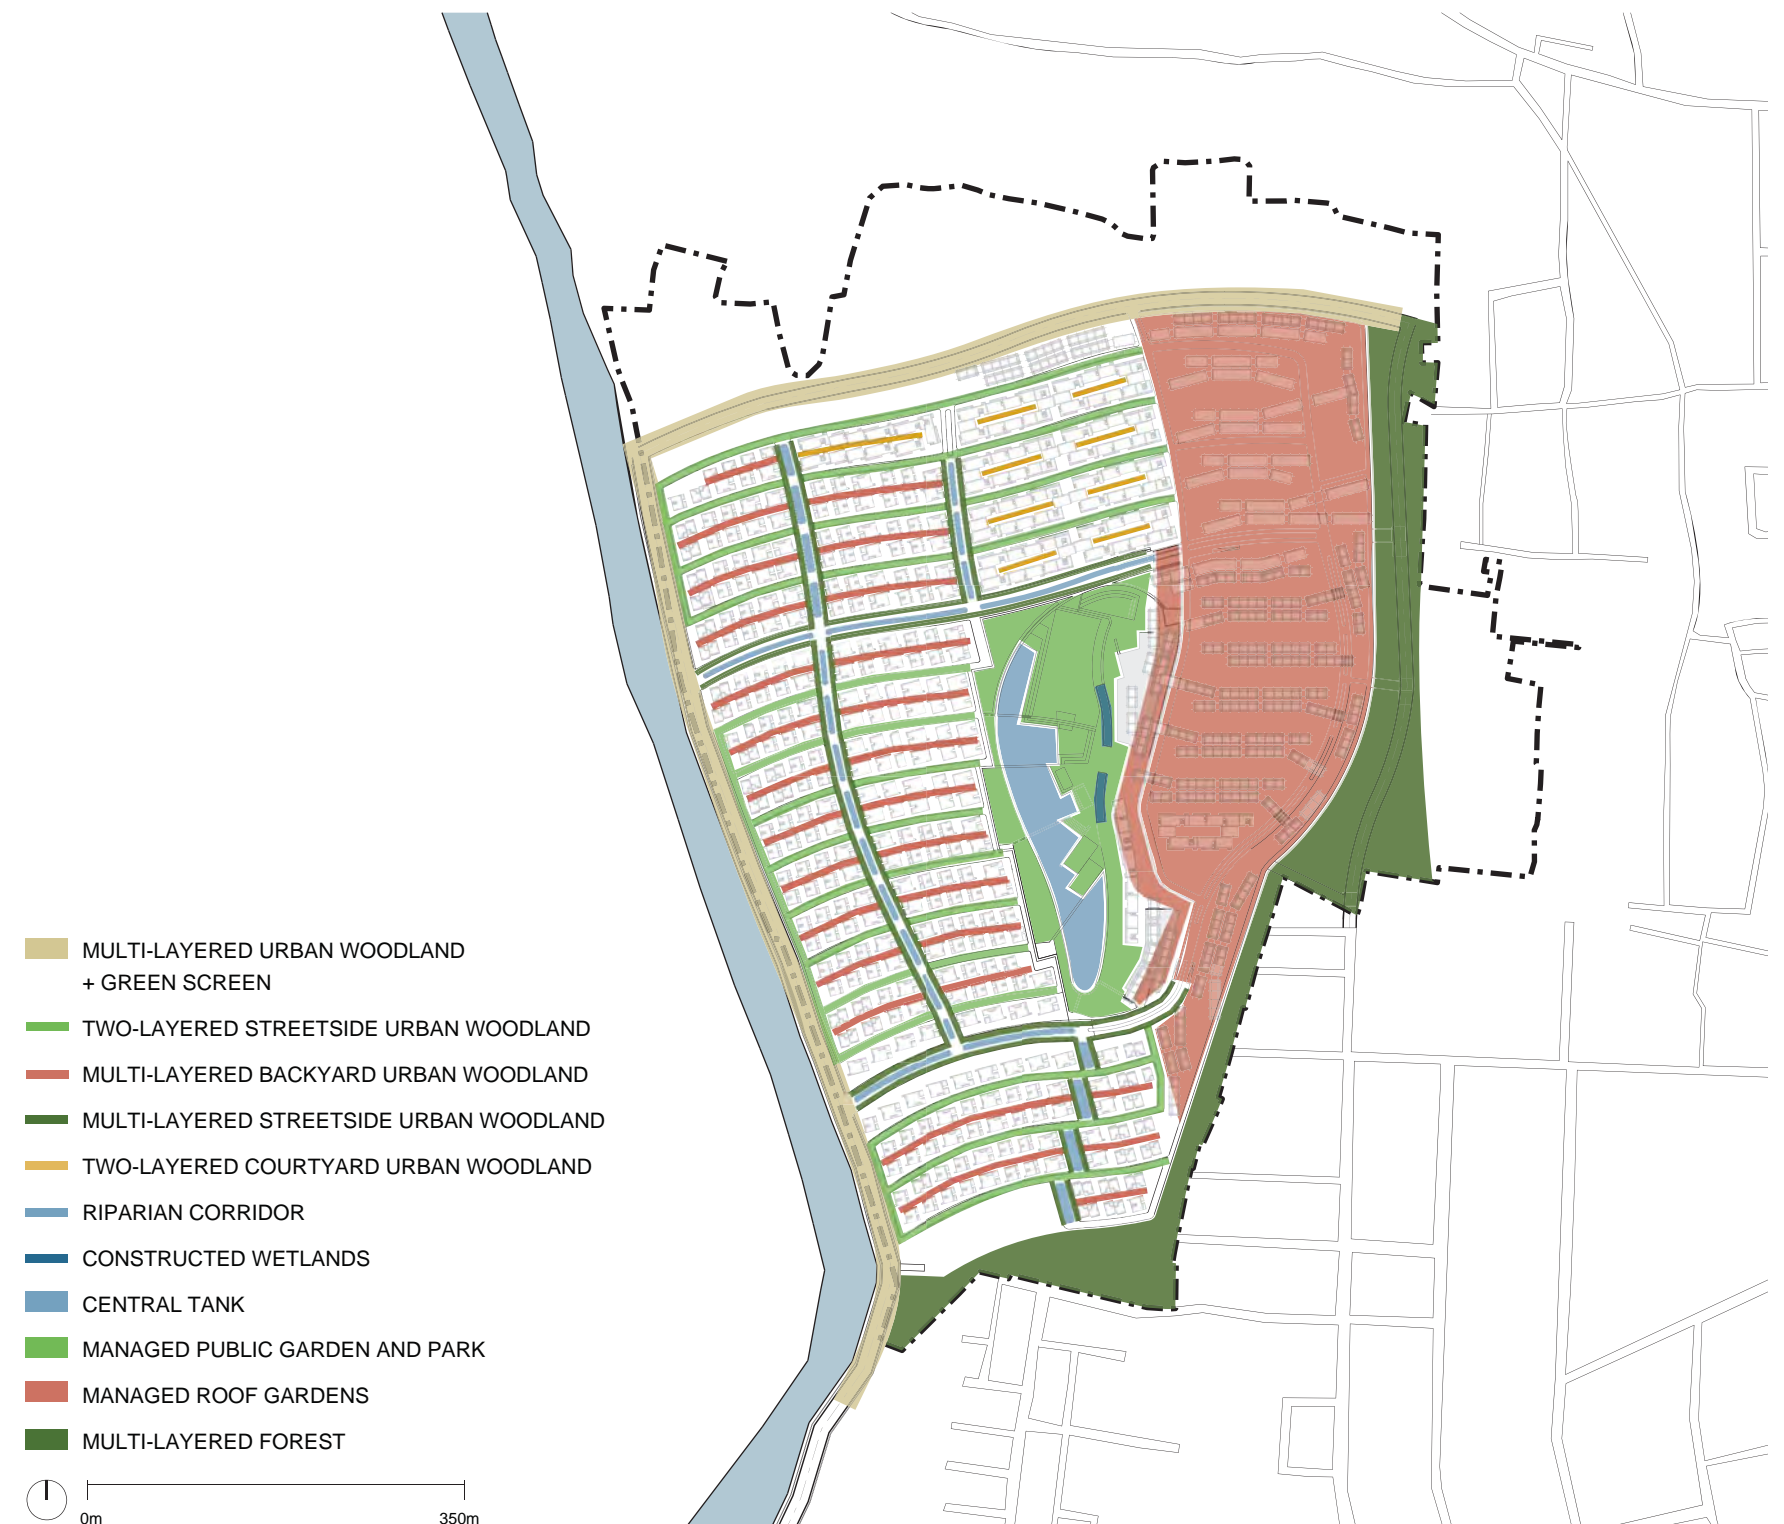 MULTI-LAYERED URBAN WOODLAND
+ GREEN SCREEN
TWO-LAYERED STREETSIDE URBAN WOODLAND
MULTI-LAYERED BACKYARD URBAN WOODLAND
MULTI-LAYERED STREETSIDE URBAN WOODLAND
TWO-LAYERED COURTYARD URBAN WOODLAND
RIPARIAN CORRIDOR
CONSTRUCTED WETLANDS
CENTRAL TANK
MANAGED PUBLIC GARDEN AND PARK
MANAGED ROOF GARDENS
MULTI-LAYERED FOREST
0m 350m